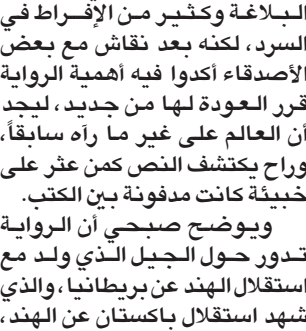 البلاغة وكثير من الإفراط في
السرد، لكنه بعد نقاش مع بعض
الأصدقاء أكدوا فيه أهمية الرواية
قرر العودة لها من جديد، ليجد
أن العالم على غير ما رآه سابقاً،
وراح يكتشف النص كمن عثر على
خبيئة كانت مدفونة بين الكتب.
ويوضح صبحي أن الرواية
تدور حول الجيل الذي ولد مع
استقلال الهند عن بريطانيا، والذي
شهد استقلال باكستان عن الهند،